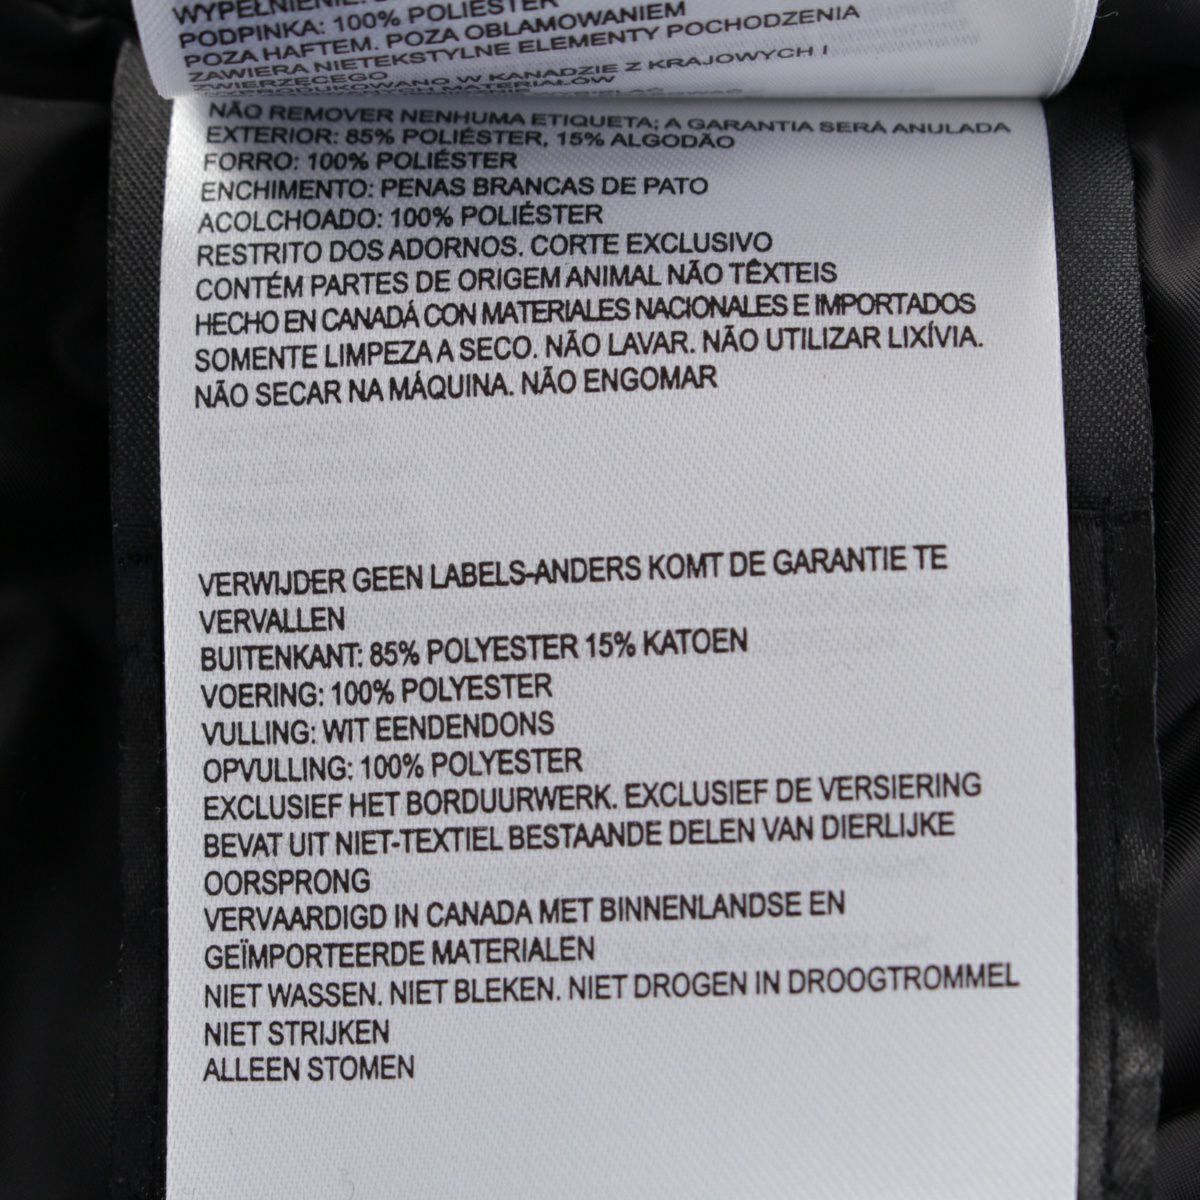 WYPEŁNIENIE:
PODPINKA: 100% POLIESTER
POZA HAFTEM. POZA OBLAMOWANIEM
ZAWIERA NIETEKSTYLNE ELEMENTY POCHODZENIA
ZWIERZĘCEGO
W KANADZIE Z KRAJOWYCH I
MATERIAŁÓW
NÃO REMOVER NENHUMA ETIQUETA; A GARANTIA SERÁ ANULADA
EXTERIOR: 85% POLIÉSTER, 15% ALGODÃO
FORRO: 100% POLIÉSTER
ENCHIMENTO: PENAS BRANCAS DE PATO
ACOLCHOADO: 100% POLIÉSTER
RESTRITO DOS ADORNOS. CORTE EXCLUSIVO
CONTÉM PARTES DE ORIGEM ANIMAL NÃO TÊXTEIS
HECHO EN CANADÁ CON MATERIALES NACIONALES E IMPORTADOS
SOMENTE LIMPEZA A SECO. NÃO LAVAR. NÃO UTILIZAR LIXÍVIA.
NÃO SECAR NA MÁQUINA. NÃO ENGOMAR
VERWIJDER GEEN LABELS-ANDERS KOMT DE GARANTIE TE
VERVALLEN
BUITENKANT: 85% POLYESTER 15% KATOEN
VOERING: 100% POLYESTER
VULLING: WIT EENDENDONS
OPVULLING: 100% POLYESTER
EXCLUSIEF HET BORDUURWERK. EXCLUSIEF DE VERSIERING
BEVAT UIT NIET-TEXTIEL BESTAANDE DELEN VAN DIERLIJKE
OORSPRONG
VERVAARDIGD IN CANADA MET BINNENLANDSE EN
GEÏMPORTEERDE MATERIALEN
NIET WASSEN. NIET BLEKEN. NIET DROGEN IN DROOGTROMMEL
NIET STRIJKEN
ALLEEN STOMEN